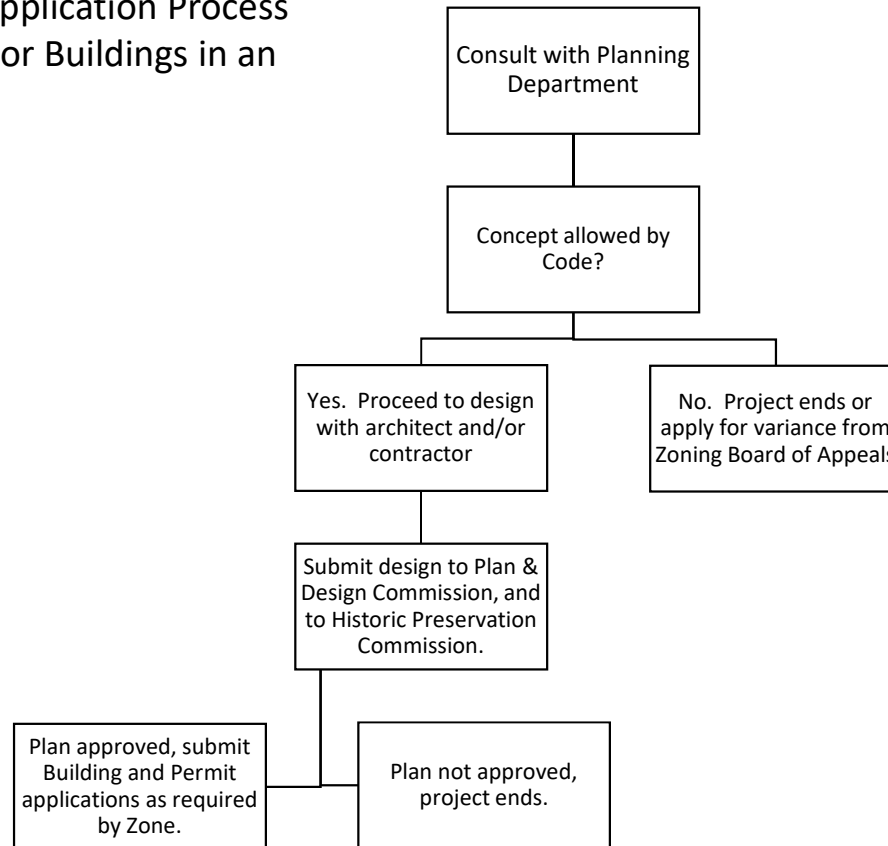 pplication Process
or Buildings in an
Consult with Planning
Department
Concept allowed by
Code?
Yes. Proceed to design
with architect and/or
contractor
No. Project ends or
apply for variance from
Zoning Board of Appeals
Submit design to Plan &
Design Commission, and
to Historic Preservation
Commission.
Plan approved, submit
Building and Permit
applications as required
by Zone.
Plan not approved,
project ends.